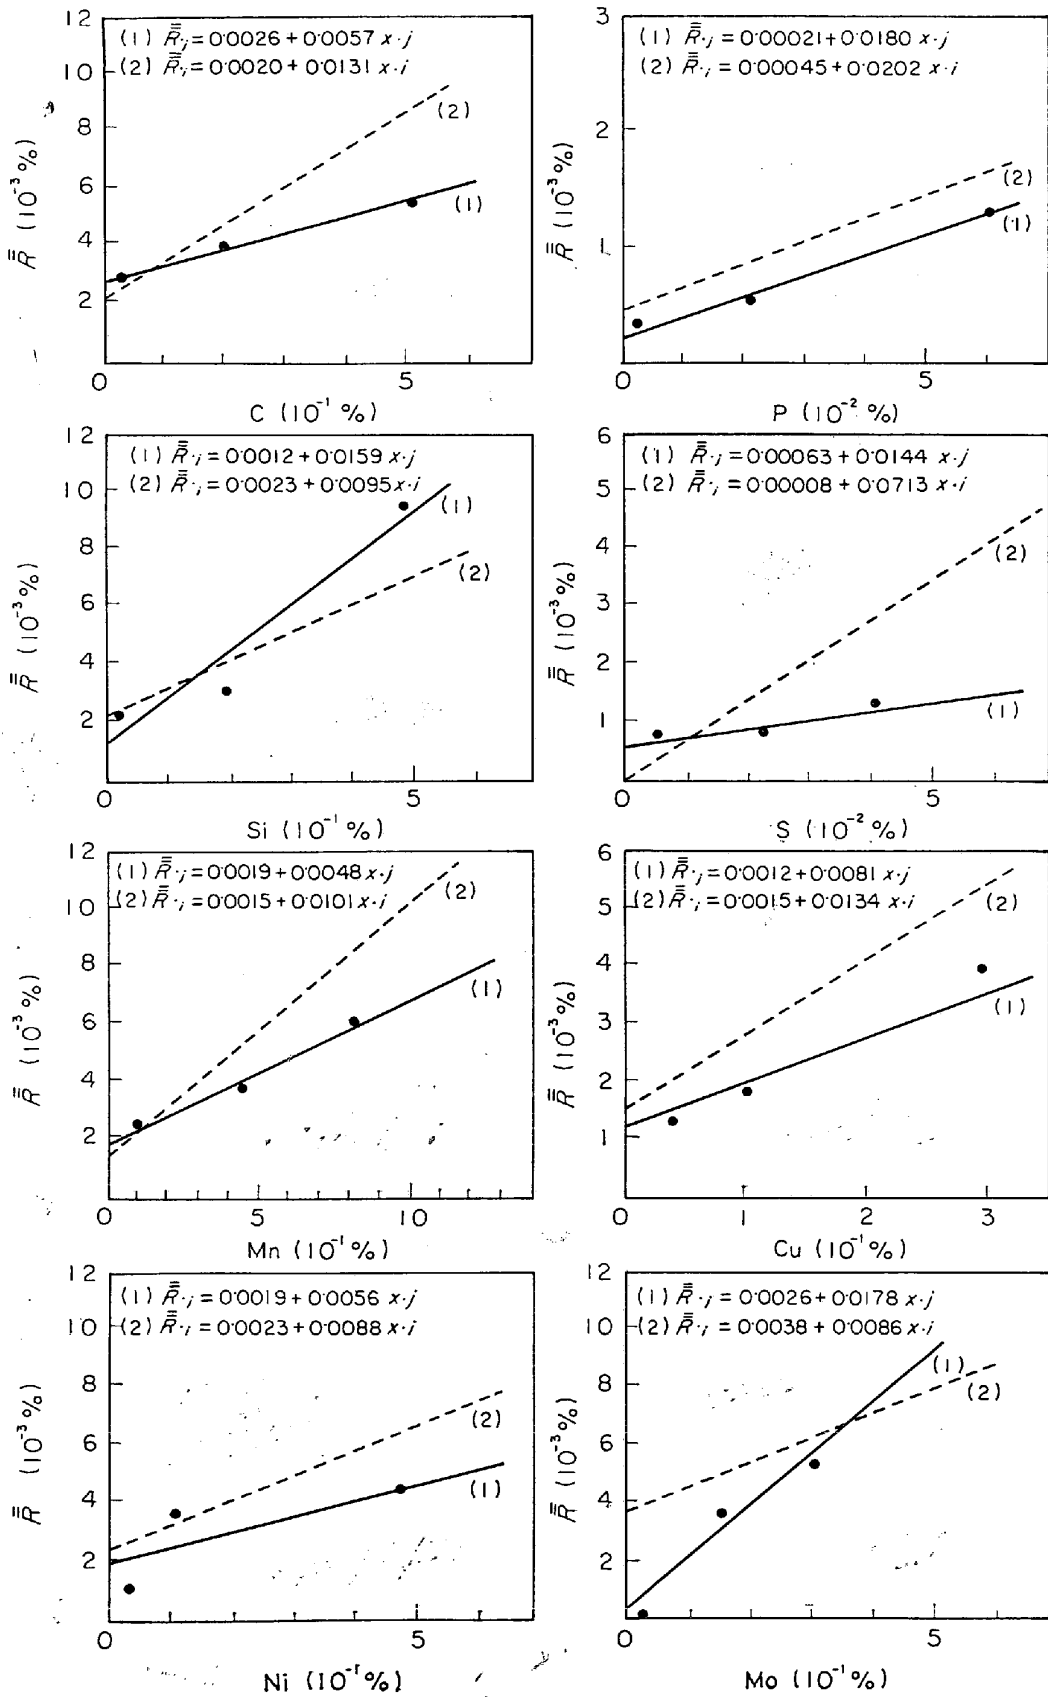 12
10
8
6
4
2
0
5
(1) R̿·j = 0·0026 + 0·0057 x·j
(2) R̿·i = 0·0020 + 0·0131 x·i
(2)
(1)
R̿ (10⁻³ %)
C (10⁻¹ %)
3
2
1
0
5
(1) R̿·j = 0·00021 + 0·0180 x·j
(2) R̿·i = 0·00045 + 0·0202 x·i
(2)
(1)
R̿ (10⁻³ %)
P (10⁻² %)
12
10
8
6
4
2
0
5
(1) R̿·j = 0·0012 + 0·0159 x·j
(2) R̿·i = 0·0023 + 0·0095 x·i
(1)
(2)
R̿ (10⁻³ %)
Si (10⁻¹ %)
6
5
4
3
2
1
0
5
(1) R̿·j = 0·00063 + 0·0144 x·j
(2) R̿·i = 0·00008 + 0·0713 x·i
(2)
(1)
R̿ (10⁻³ %)
S (10⁻² %)
12
10
8
6
4
2
0
5
10
(1) R̿·j = 0·0019 + 0·0048 x·j
(2) R̿·i = 0·0015 + 0·0101 x·i
(2)
(1)
R̿ (10⁻³ %)
Mn (10⁻¹ %)
6
5
4
3
2
1
0
1
2
3
(1) R̿·j = 0·0012 + 0·0081 x·j
(2) R̿·i = 0·0015 + 0·0134 x·i
(2)
(1)
R̿ (10⁻³ %)
Cu (10⁻¹ %)
12
10
8
6
4
2
0
5
(1) R̿·j = 0·0019 + 0·0056 x·j
(2) R̿·i = 0·0023 + 0·0088 x·i
(2)
(1)
R̿ (10⁻³ %)
Ni (10⁻¹ %)
12
10
8
6
4
2
0
5
(1) R̿·j = 0·0026 + 0·0178 x·j
(2) R̿·i = 0·0038 + 0·0086 x·i
(1)
(2)
R̿ (10⁻³ %)
Mo (10⁻¹ %)